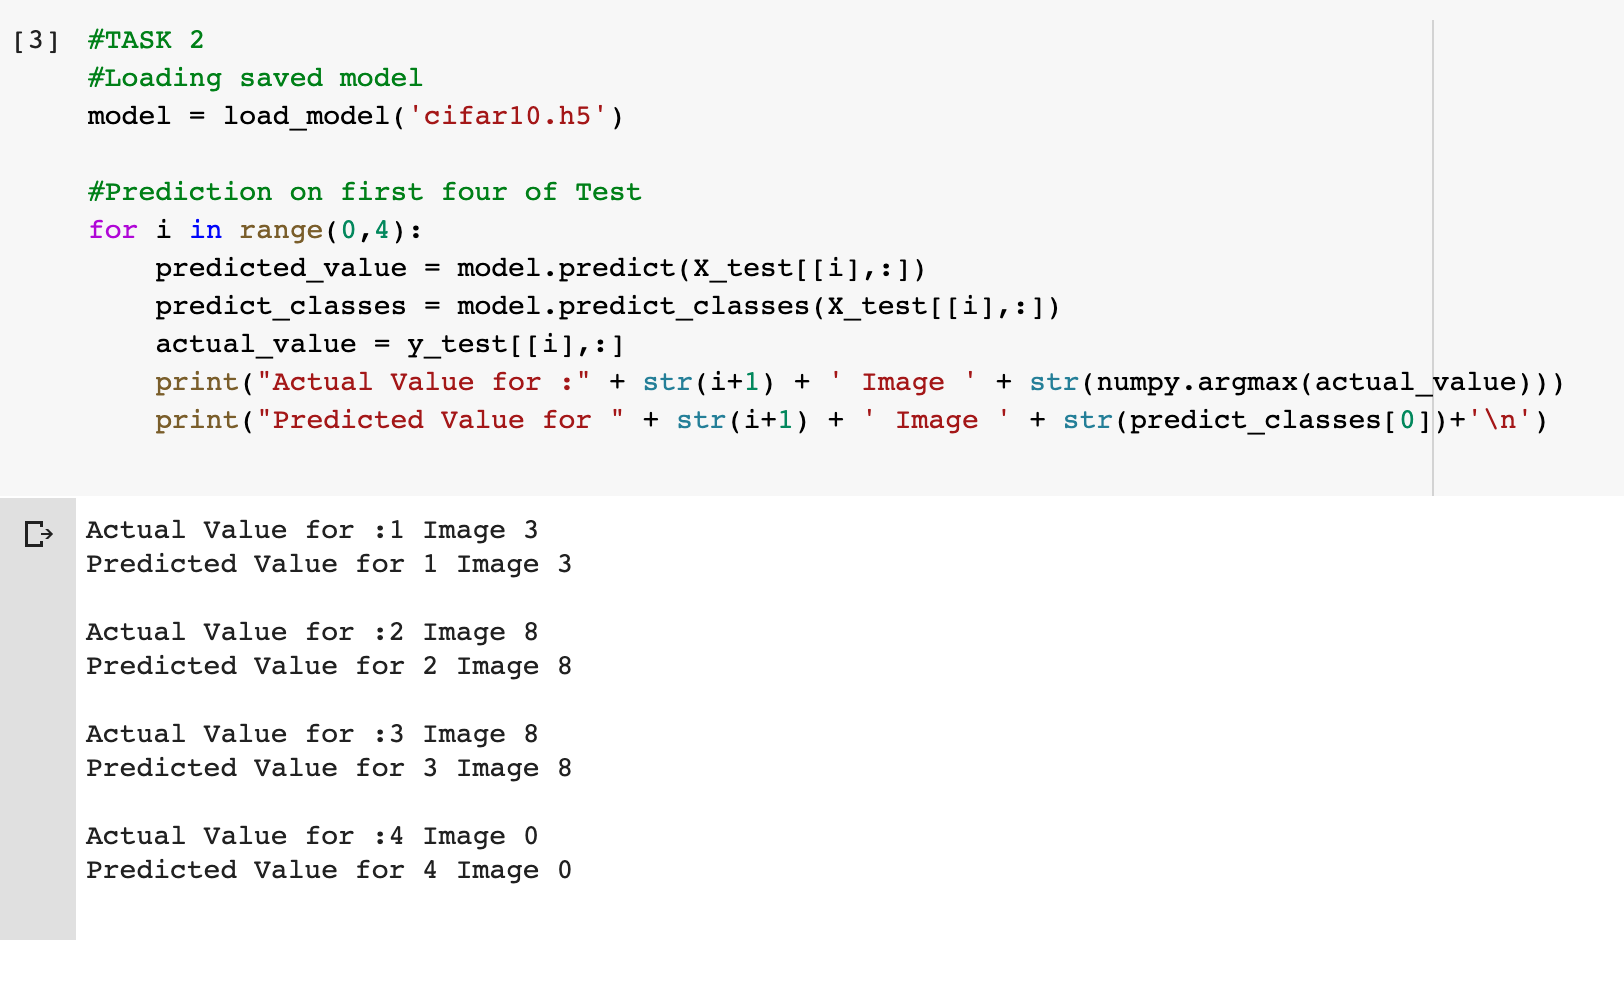 [3] #TASK 2
#Loading saved model
model = load_model('cifar10.h5')
#Prediction on first four of Test
for i in range(0,4):
    predicted_value = model.predict(X_test[[i],:])
    predict_classes = model.predict_classes(X_test[[i],:])
    actual_value = y_test[[i],:]
    print("Actual Value for :" + str(i+1) + ' Image ' + str(numpy.argmax(actual_value)))
    print("Predicted Value for " + str(i+1) + ' Image ' + str(predict_classes[0])+'\n')
Actual Value for :1 Image 3
Predicted Value for 1 Image 3
Actual Value for :2 Image 8
Predicted Value for 2 Image 8
Actual Value for :3 Image 8
Predicted Value for 3 Image 8
Actual Value for :4 Image 0
Predicted Value for 4 Image 0